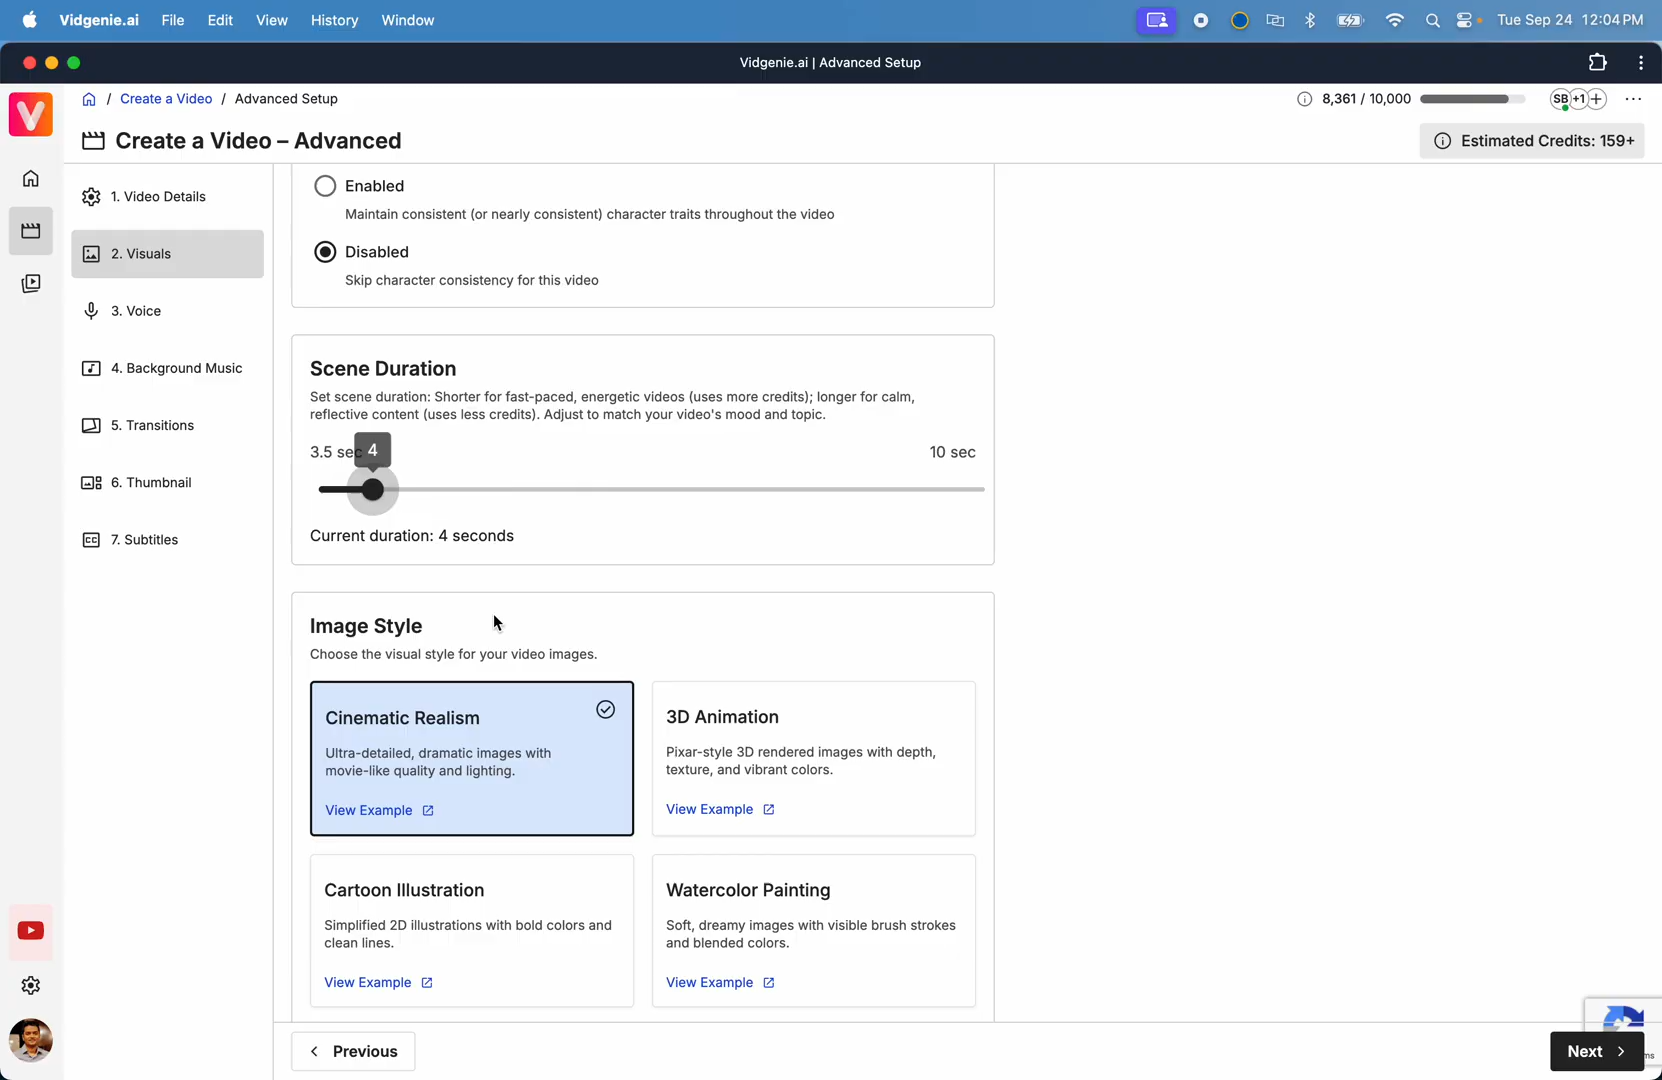 Vidgenie.ai File Edit View History Window Tue Sep 24 12:04 PM
Vidgenie.ai | Advanced Setup
/ Create a Video / Advanced Setup 8,361 / 10,000 SB +1
Create a Video – Advanced Estimated Credits: 159+
1. Video Details
2. Visuals
3. Voice
4. Background Music
5. Transitions
6. Thumbnail
7. Subtitles
Enabled
Maintain consistent (or nearly consistent) character traits throughout the video
Disabled
Skip character consistency for this video
Scene Duration
Set scene duration: Shorter for fast-paced, energetic videos (uses more credits); longer for calm,
reflective content (uses less credits). Adjust to match your video's mood and topic.
3.5 sec 4 10 sec
Current duration: 4 seconds
Image Style
Choose the visual style for your video images.
Cinematic Realism
Ultra-detailed, dramatic images with
movie-like quality and lighting.
View Example
3D Animation
Pixar-style 3D rendered images with depth,
texture, and vibrant colors.
View Example
Cartoon Illustration
Simplified 2D illustrations with bold colors and
clean lines.
View Example
Watercolor Painting
Soft, dreamy images with visible brush strokes
and blended colors.
View Example
Previous
Next